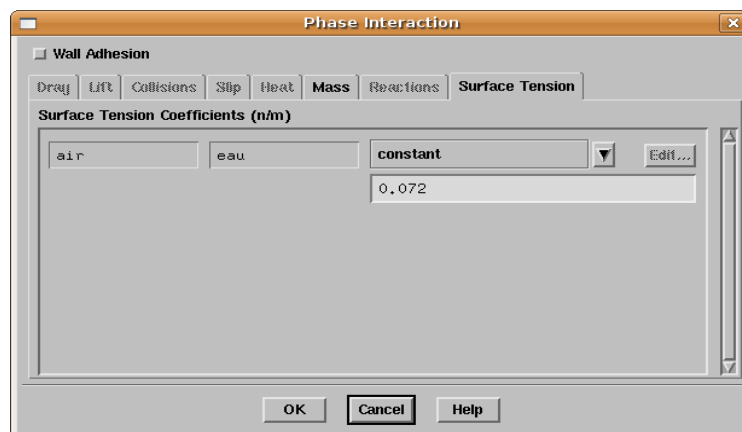 Phase Interaction
Wall Adhesion
Drag Lift Collisions Slip Heat Mass Reactions Surface Tension
Surface Tension Coefficients (n/m)
air eau constant Edit...
0.072
OK Cancel Help